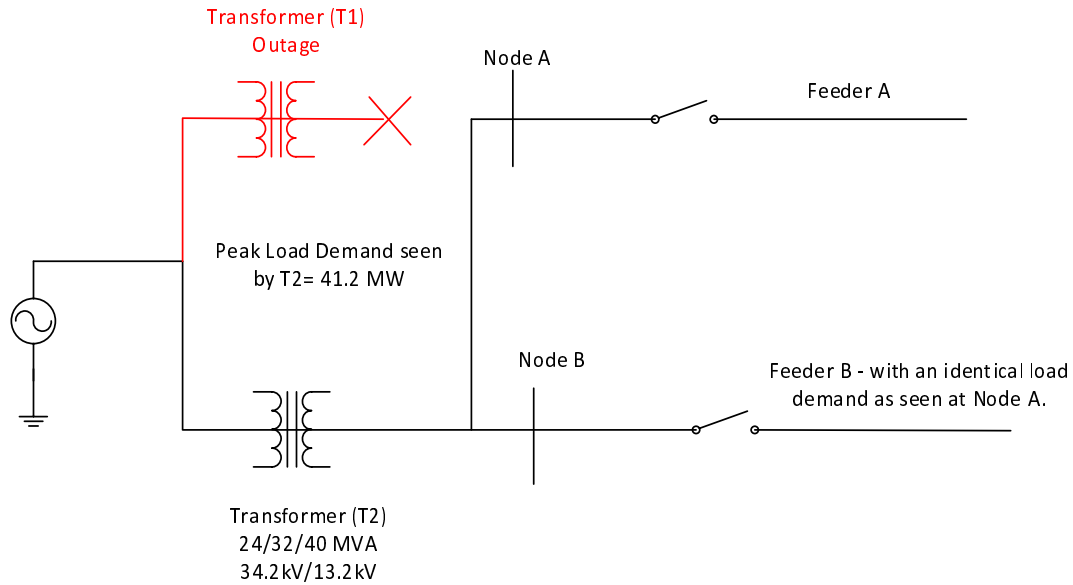 Transformer (T1)
Outage
Node A
Feeder A
Peak Load Demand seen
by T2= 41.2 MW
Node B
Feeder B - with an identical load
demand as seen at Node A.
Transformer (T2)
24/32/40 MVA
34.2kV/13.2kV